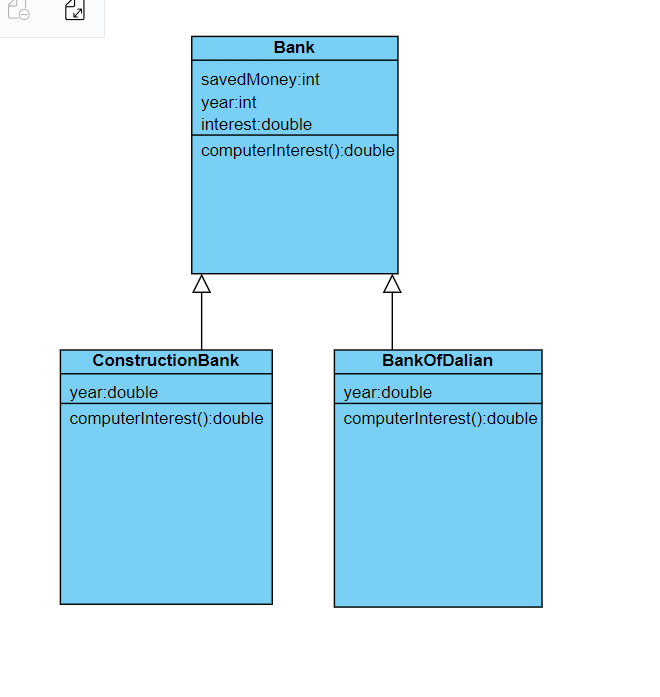 Bank
savedMoney:int
year:int
interest:double
computerInterest():double
ConstructionBank
year:double
computerInterest():double
BankOfDalian
year:double
computerInterest():double